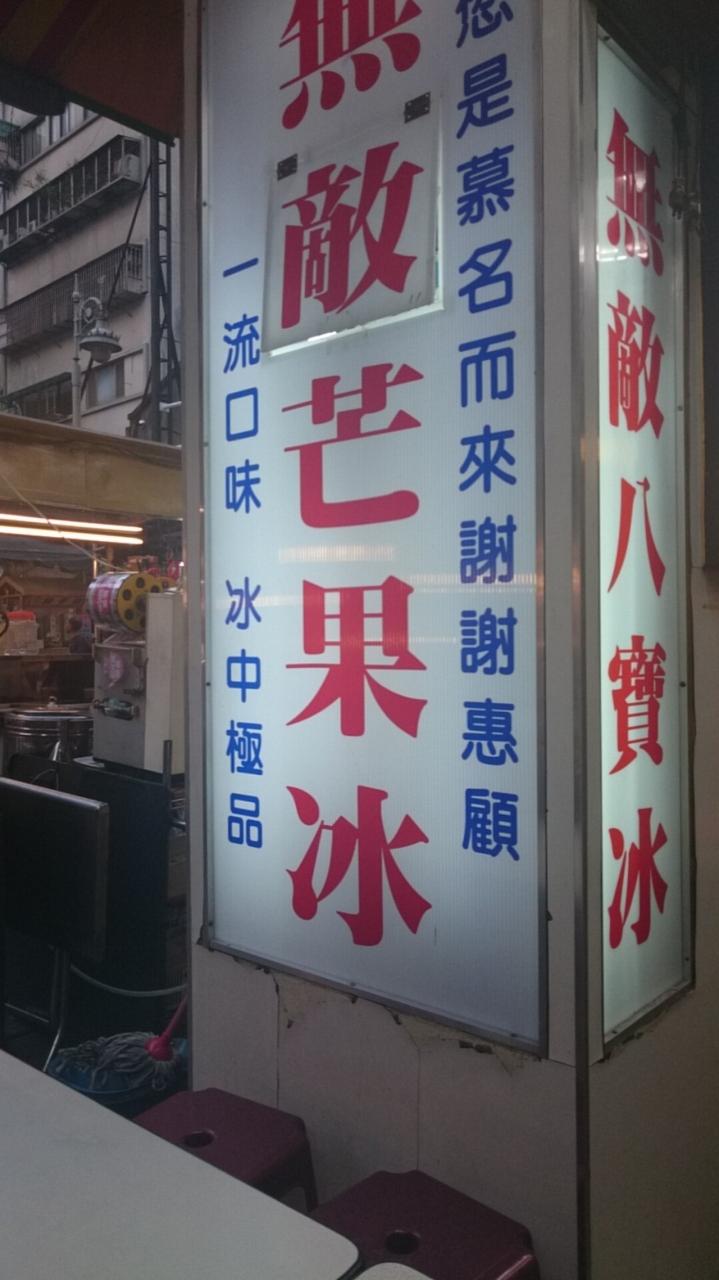 您是慕名而來謝謝惠顧
無敵芒果冰
一流口味 冰中極品
無敵八寶冰